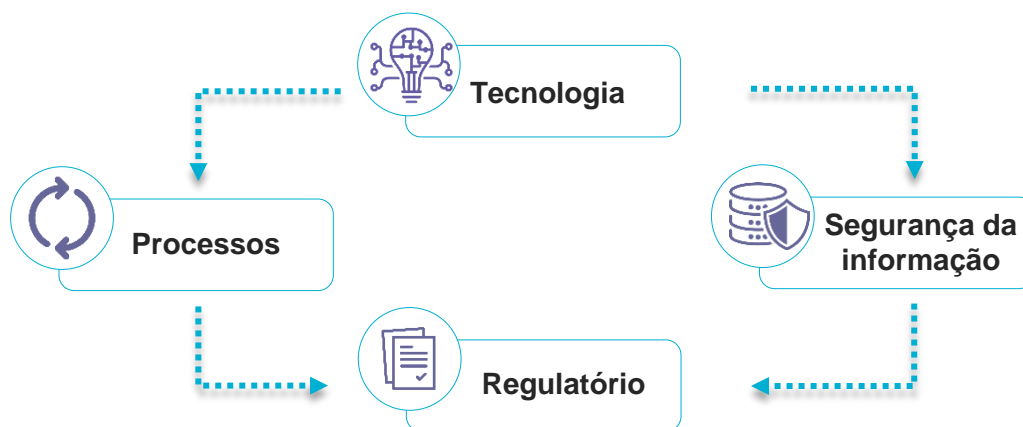 Tecnologia
Processos
Segurança da
informação
Regulatório